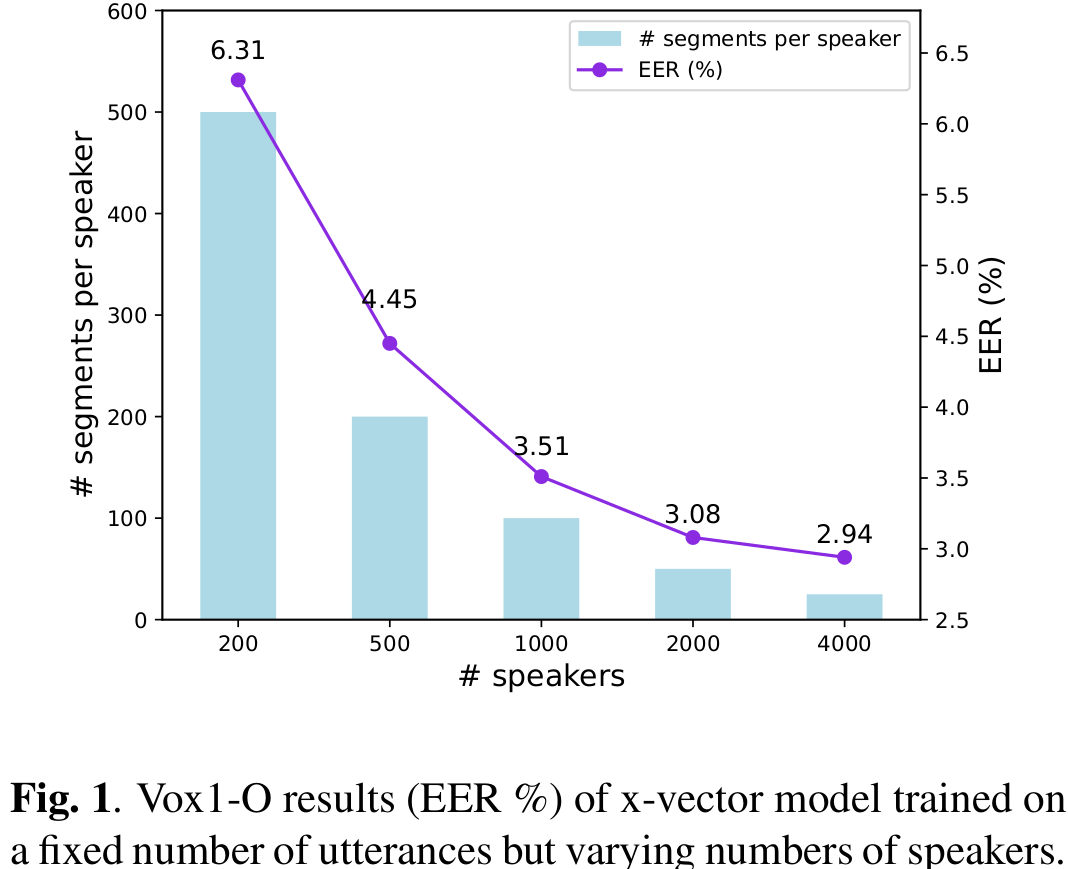 600
500
400
300
200
100
0
# segments per speaker
6.31
4.45
3.51
3.08
2.94
# segments per speaker
EER (%)
6.5
6.0
5.5
5.0
4.5
4.0
3.5
3.0
2.5
EER (%)
200 500 1000 2000 4000
# speakers
Fig. 1. Vox1-O results (EER %) of x-vector model trained on
a fixed number of utterances but varying numbers of speakers.